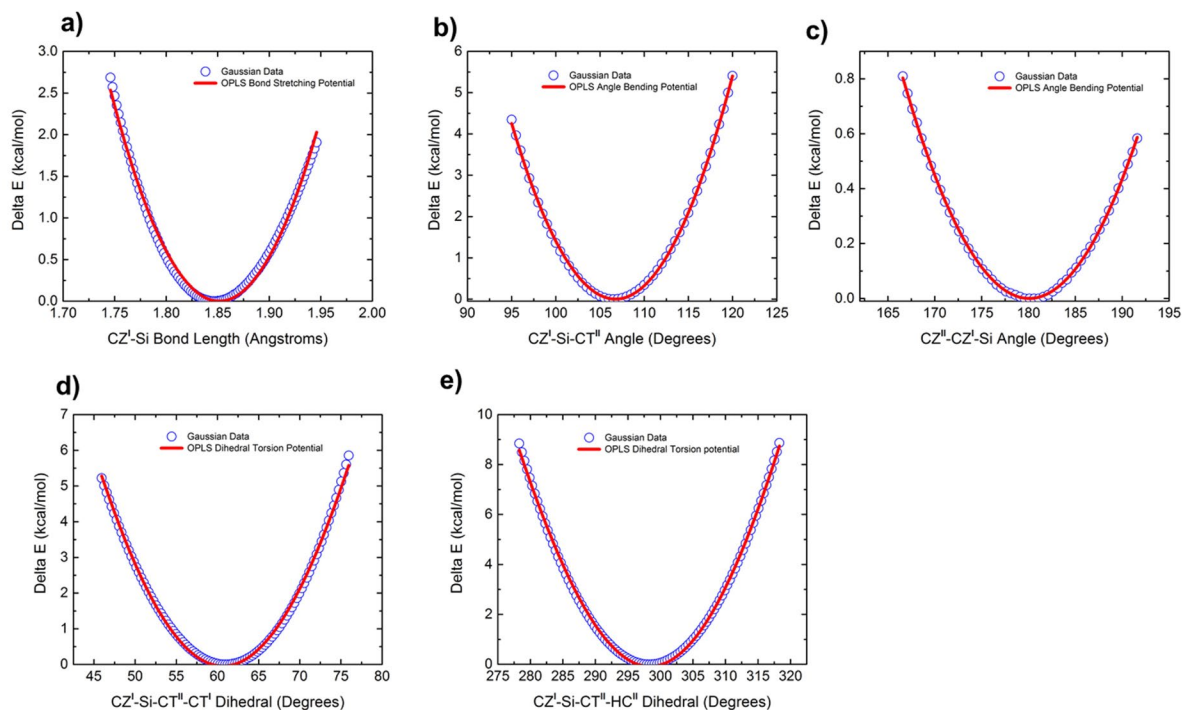 a)
3.0
2.5
2.0
1.5
1.0
0.5
0.0
Delta E (kcal/mol)
Gaussian Data
OPLS Bond Stretching Potential
1.70 1.75 1.80 1.85 1.90 1.95 2.00
CZᴵ-Si Bond Length (Angstroms)
b)
6
5
4
3
2
1
0
Delta E (kcal/mol)
Gaussian Data
OPLS Angle Bending Potential
90 95 100 105 110 115 120 125
CZᴵ-Si-CTᴵᴵ Angle (Degrees)
c)
0.8
0.6
0.4
0.2
0.0
Delta E (kcal/mol)
Gaussian Data
OPLS Angle Bending Potential
165 170 175 180 185 190 195
CZᴵᴵ-CZᴵ-Si Angle (Degrees)
d)
7
6
5
4
3
2
1
0
Delta E (kcal/mol)
Gaussian Data
OPLS Dihedral Torsion Potential
45 50 55 60 65 70 75 80
CZᴵ-Si-CTᴵᴵ-CTᴵ Dihedral (Degrees)
e)
10
8
6
4
2
0
Delta E (kcal/mol)
Gaussian Data
OPLS Dihedral Torsion potential
275 280 285 290 295 300 305 310 315 320
CZᴵ-Si-CTᴵᴵ-HCᴵᴵ Dihedral (Degrees)